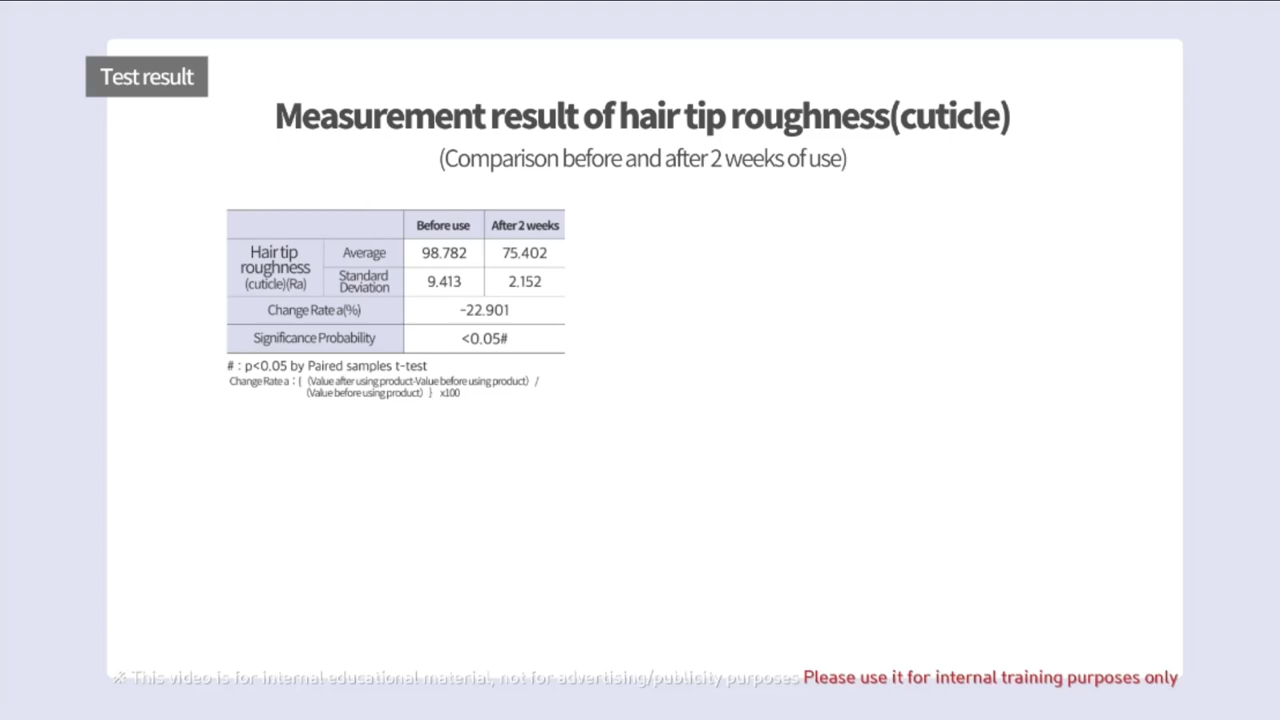 Test result
Measurement result of hair tip roughness(cuticle)
(Comparison before and after 2 weeks of use)
Before use After 2 weeks
Hair tip roughness (cuticle)(Ra) Average 98.782 75.402
Standard Deviation 9.413 2.152
Change Rate a(%) -22.901
Significance Probability <0.05#
# : p<0.05 by Paired samples t-test
Change Rate a : { (Value after using product-Value before using product) /
(Value before using product) } x100
※ This video is for internal educational material, not for advertising/publicity purposes Please use it for internal training purposes only